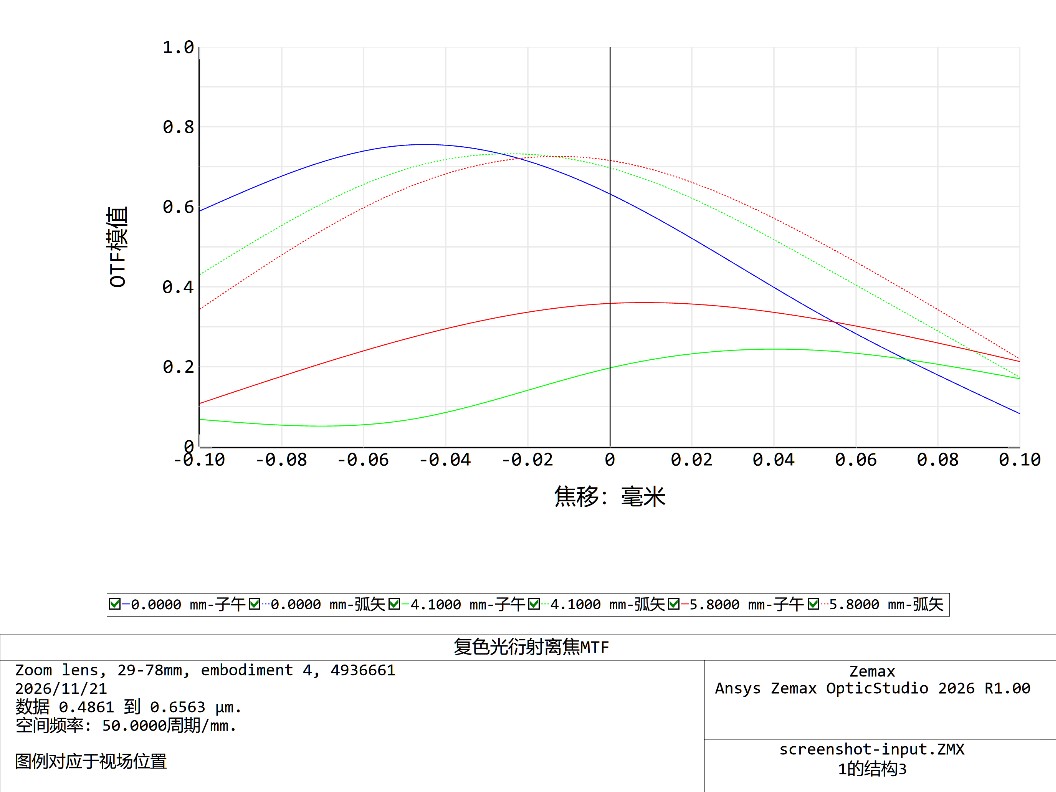 1.0
0.8
0.6
0.4
0.2
0
OTF模值
-0.10 -0.08 -0.06 -0.04 -0.02 0 0.02 0.04 0.06 0.08 0.10
焦移: 毫米
0.0000 mm-子午 0.0000 mm-弧矢 4.1000 mm-子午 4.1000 mm-弧矢 5.8000 mm-子午 5.8000 mm-弧矢
复色光衍射离焦MTF
Zoom lens, 29-78mm, embodiment 4, 4936661
2026/11/21
数据 0.4861 到 0.6563 µm.
空间频率: 50.0000周期/mm.
图例对应于视场位置
Zemax
Ansys Zemax OpticStudio 2026 R1.00
screenshot-input.ZMX
1的结构3